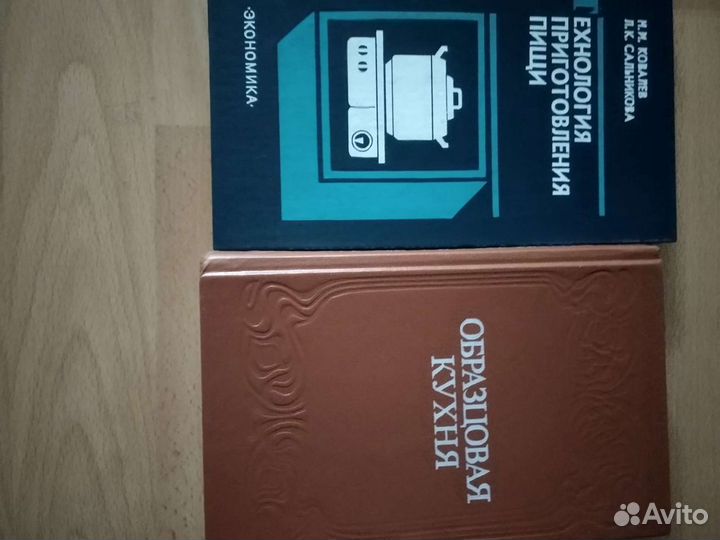 Н.И. КОВАЛЕВ
Л.К. САЛЬНИКОВА
ТЕХНОЛОГИЯ
ПРИГОТОВЛЕНИЯ
ПИЩИ
·ЭКОНОМИКА·
ОБРАЗЦОВАЯ
КУХНЯ
Avito